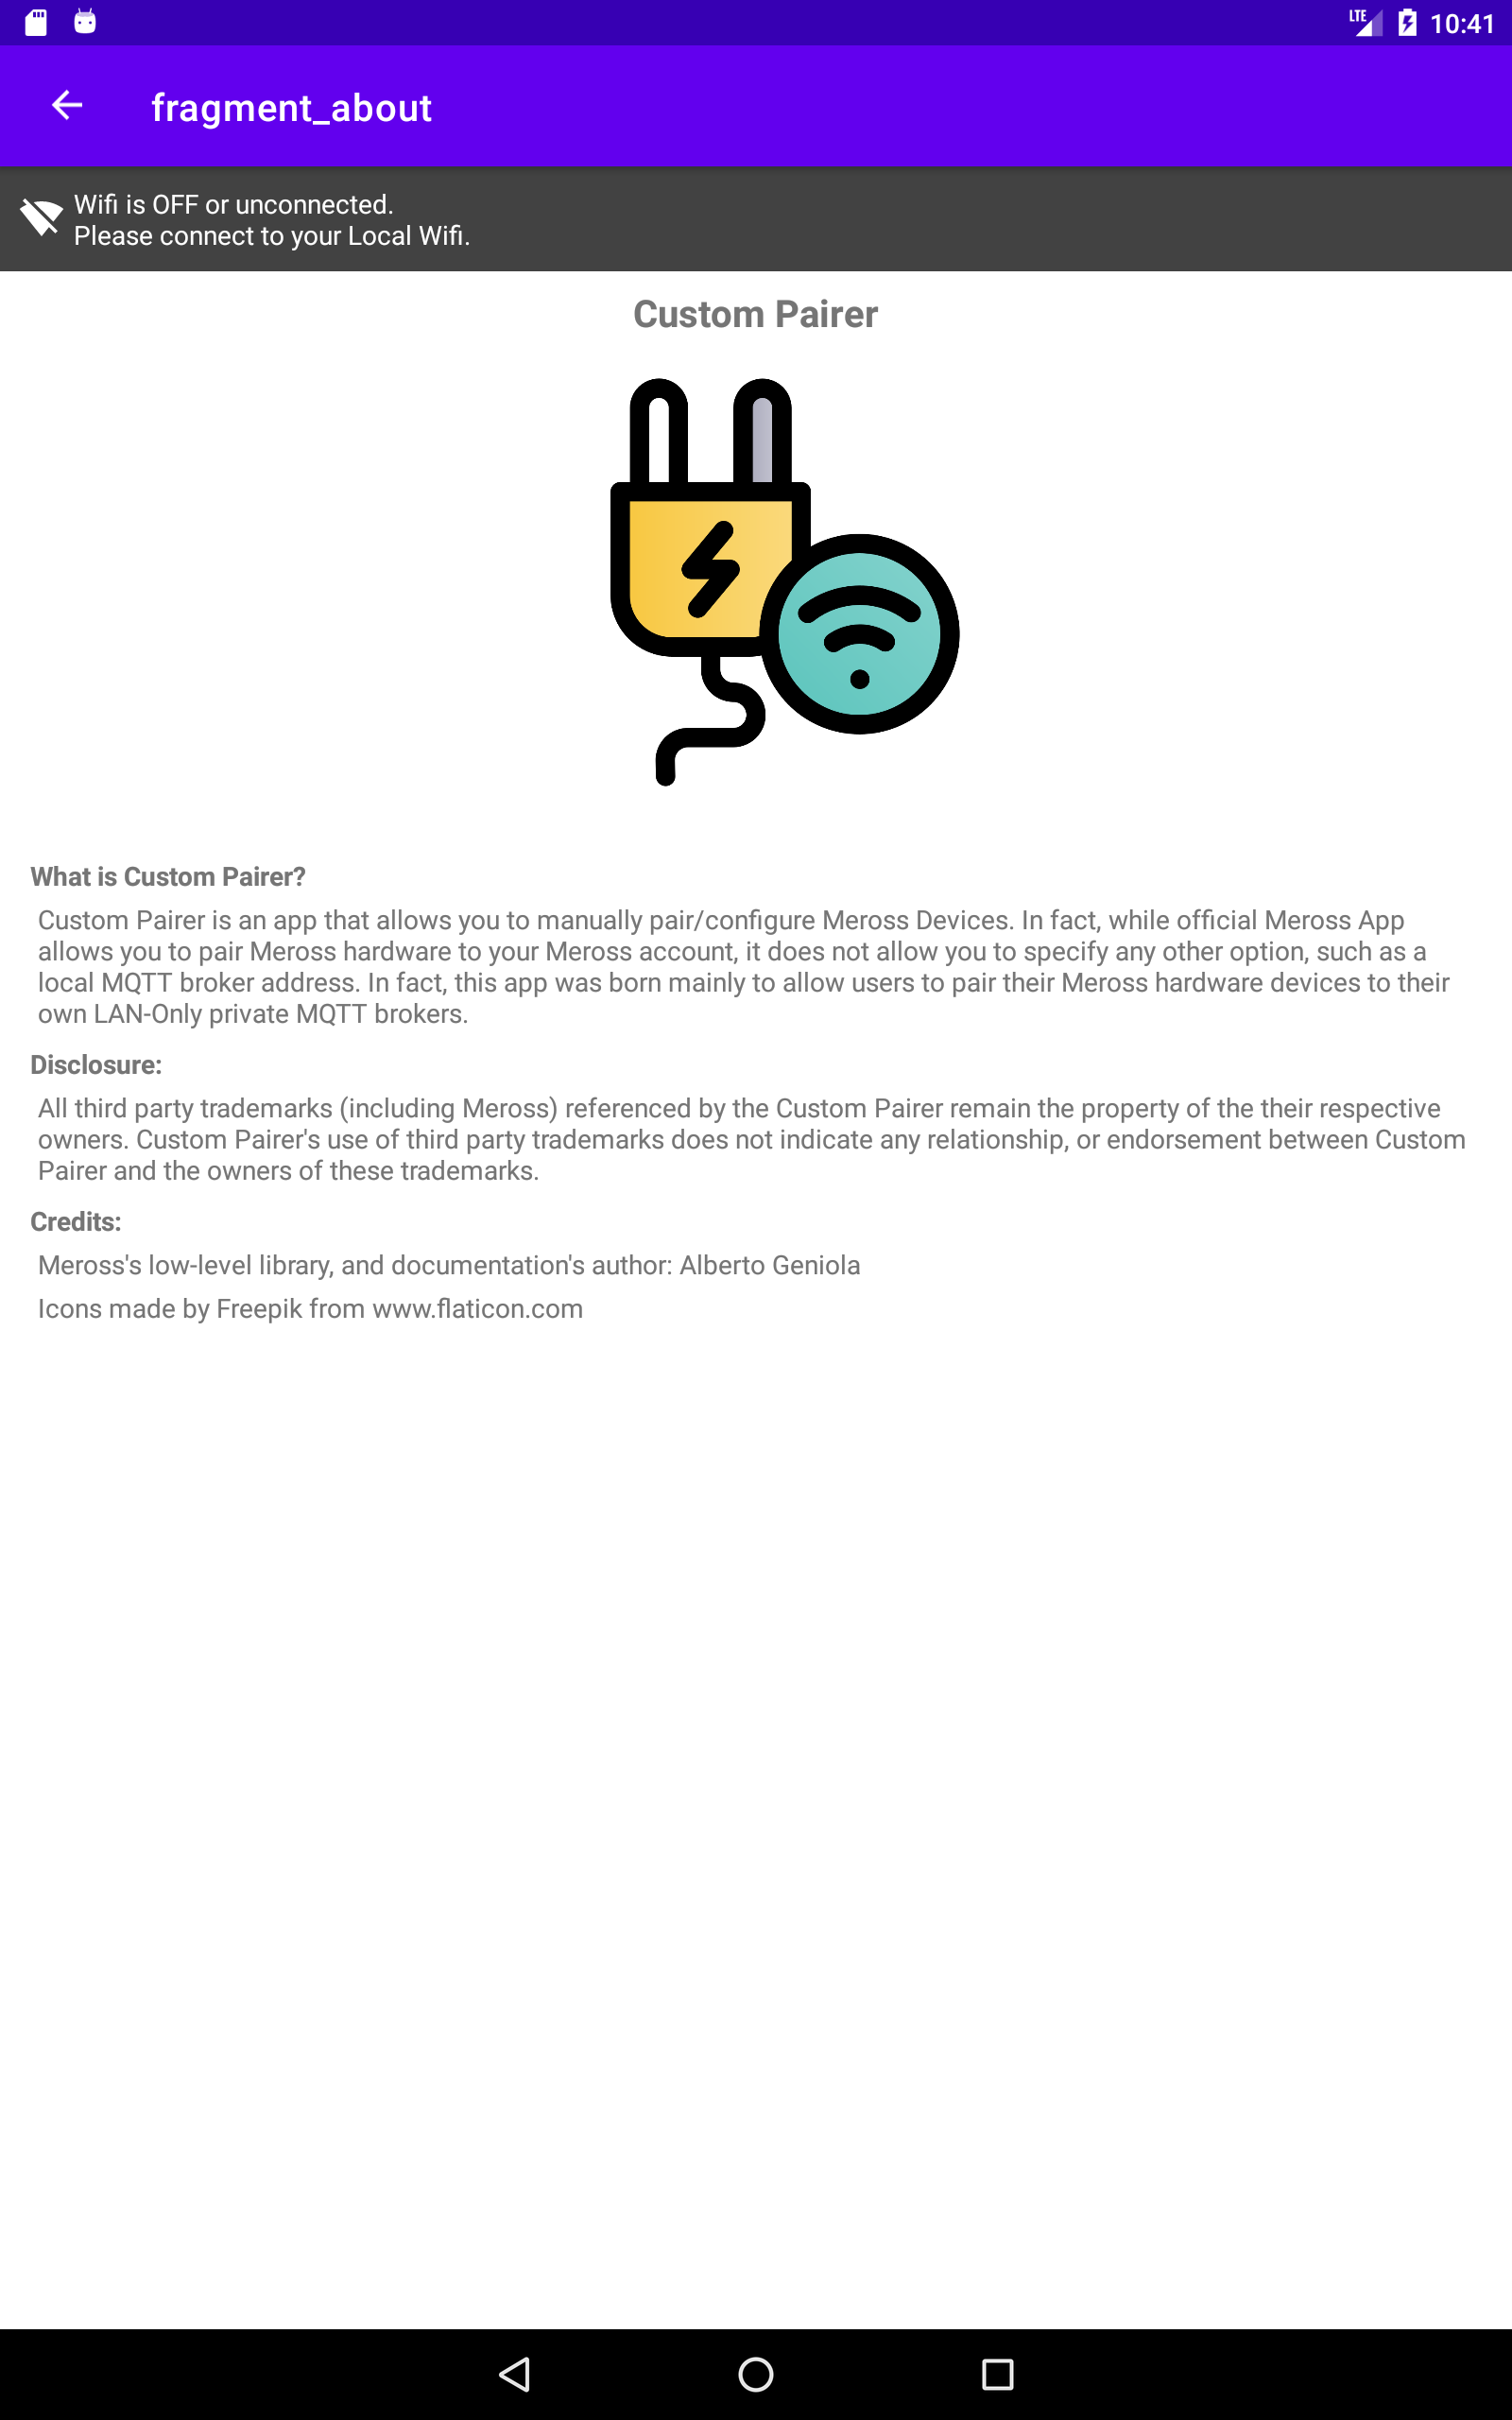 LTE 10:41
fragment_about
Wifi is OFF or unconnected.
Please connect to your Local Wifi.
Custom Pairer
What is Custom Pairer?
Custom Pairer is an app that allows you to manually pair/configure Meross Devices. In fact, while official Meross App
allows you to pair Meross hardware to your Meross account, it does not allow you to specify any other option, such as a
local MQTT broker address. In fact, this app was born mainly to allow users to pair their Meross hardware devices to their
own LAN-Only private MQTT brokers.
Disclosure:
All third party trademarks (including Meross) referenced by the Custom Pairer remain the property of the their respective
owners. Custom Pairer's use of third party trademarks does not indicate any relationship, or endorsement between Custom
Pairer and the owners of these trademarks.
Credits:
Meross's low-level library, and documentation's author: Alberto Geniola
Icons made by Freepik from www.flaticon.com